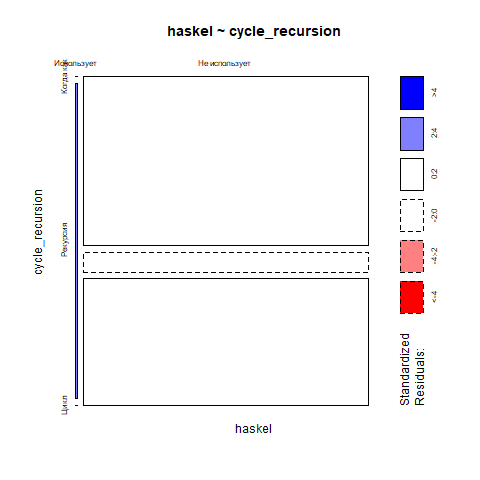 haskel ~ cycle_recursion
Использует
Не использует
Когда как
Рекурсия
Цикл
cycle_recursion
haskel
>4
2:4
0:2
-2:0
-4:-2
<-4
Standardized
Residuals: